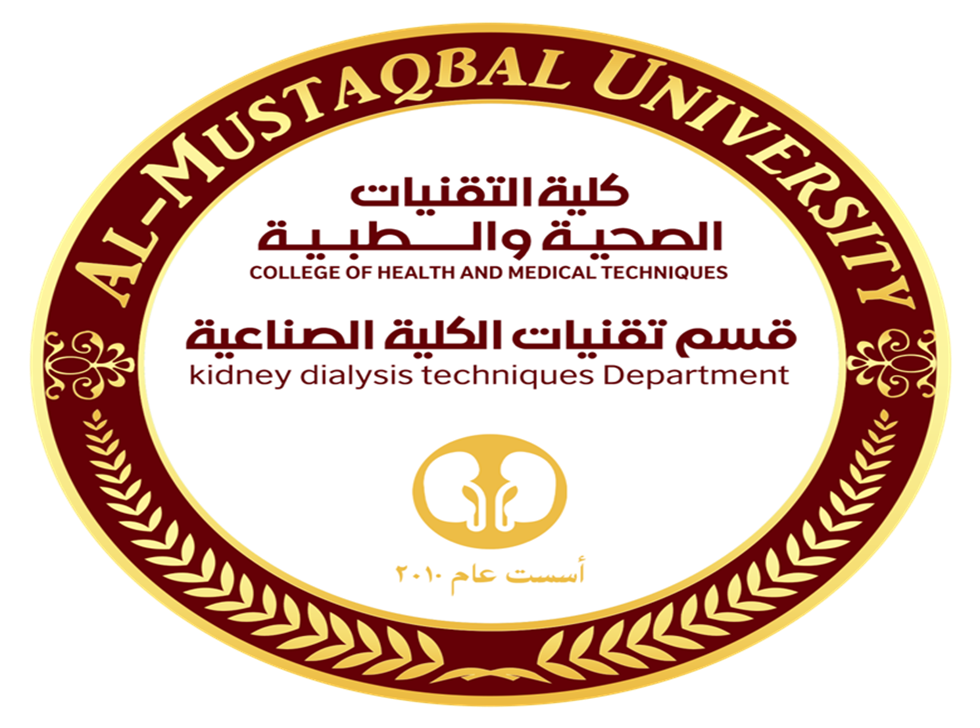 AL-MUSTAQBAL UNIVERSITY
كلية التقنيات
الصحية والطبية
COLLEGE OF HEALTH AND MEDICAL TECHNIQUES
قسم تقنيات الكلية الصناعية
kidney dialysis techniques Department
أسست عام ٢٠١٠